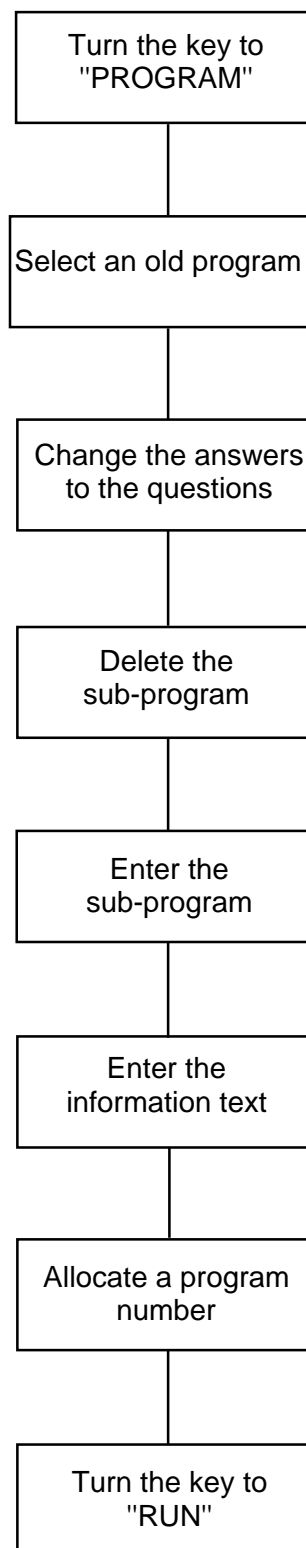 Turn the key to
"PROGRAM"
Select an old program
Change the answers
to the questions
Delete the
sub-program
Enter the
sub-program
Enter the
information text
Allocate a program
number
Turn the key to
"RUN"